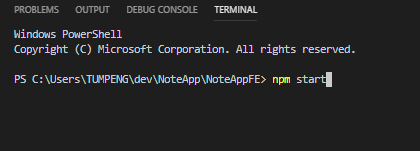 PROBLEMS OUTPUT DEBUG CONSOLE TERMINAL
Windows PowerShell
Copyright (C) Microsoft Corporation. All rights reserved.
PS C:\Users\TUMPENG\dev\NoteApp\NoteAppFE> npm start